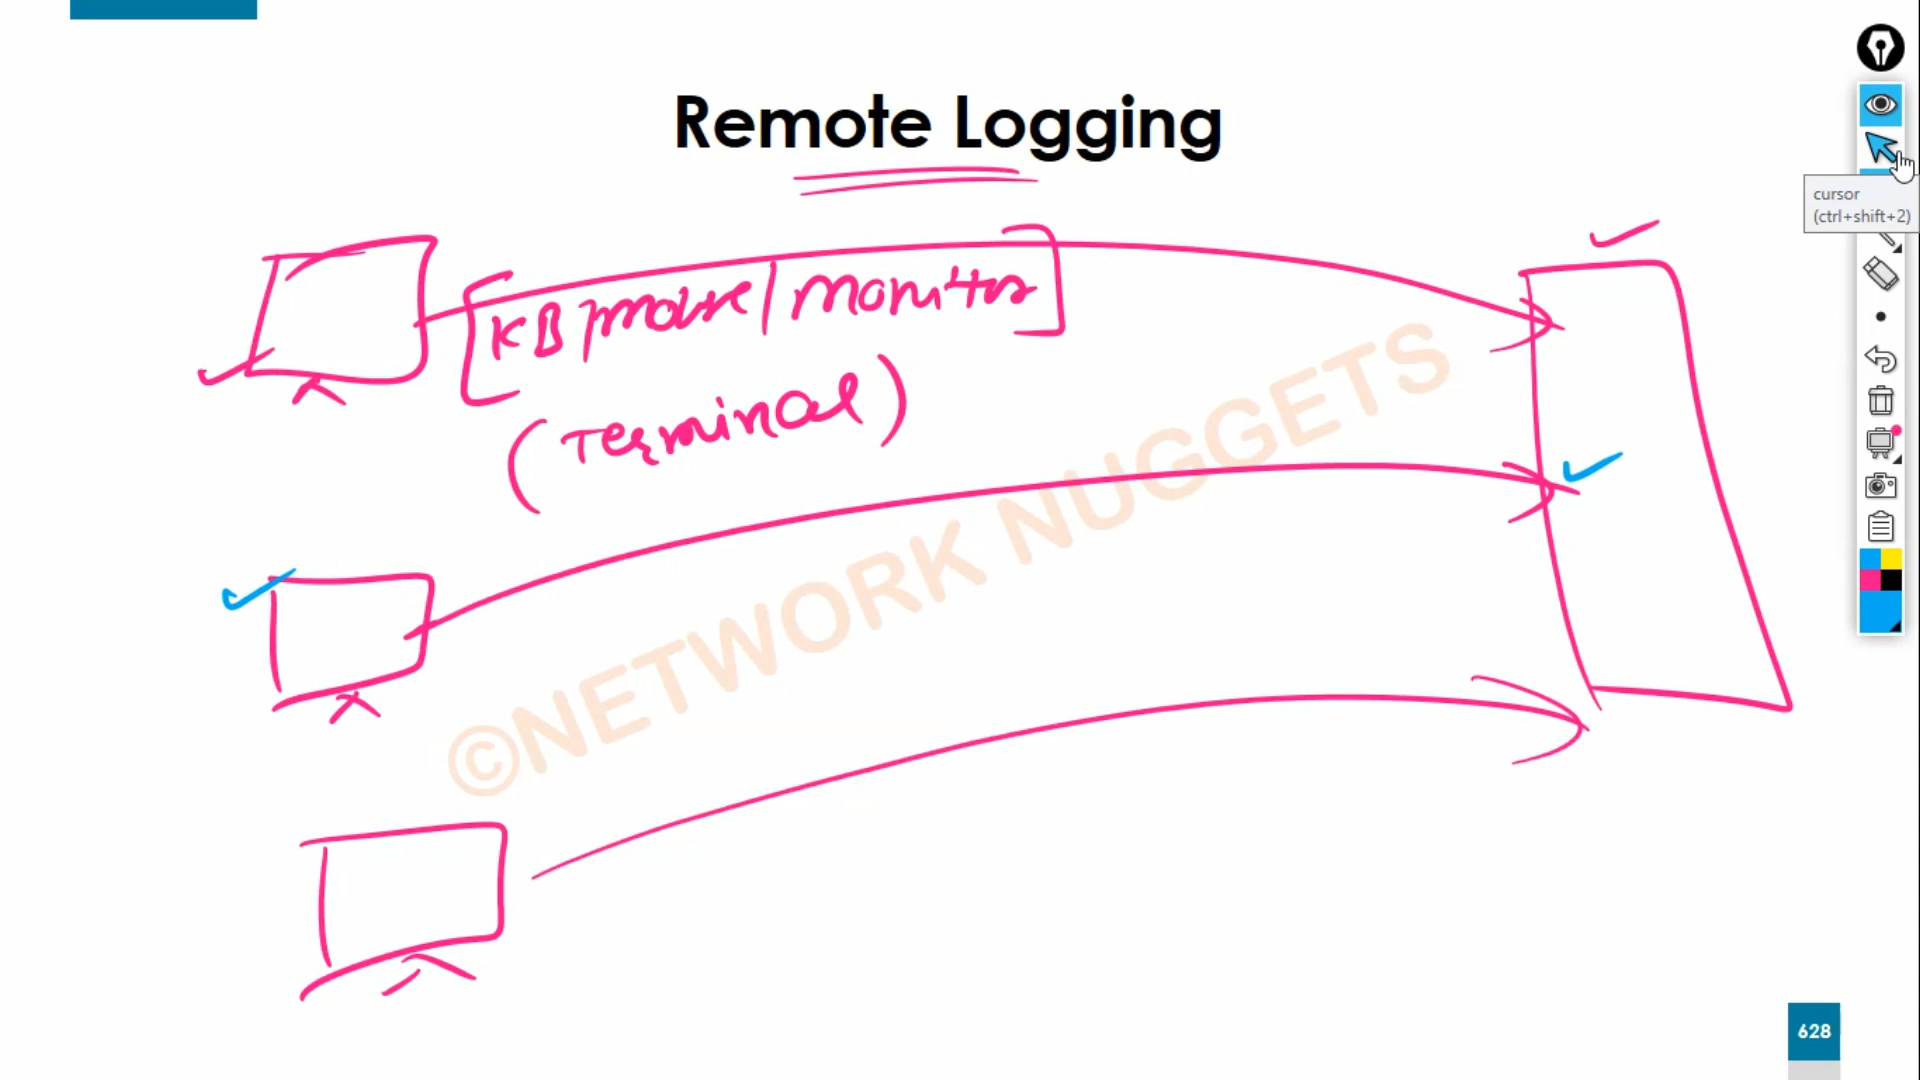 Remote Logging
cursor
(ctrl+shift+2)
KB mouse / monitor
(Terminal)
©NETWORK NUGGETS
628